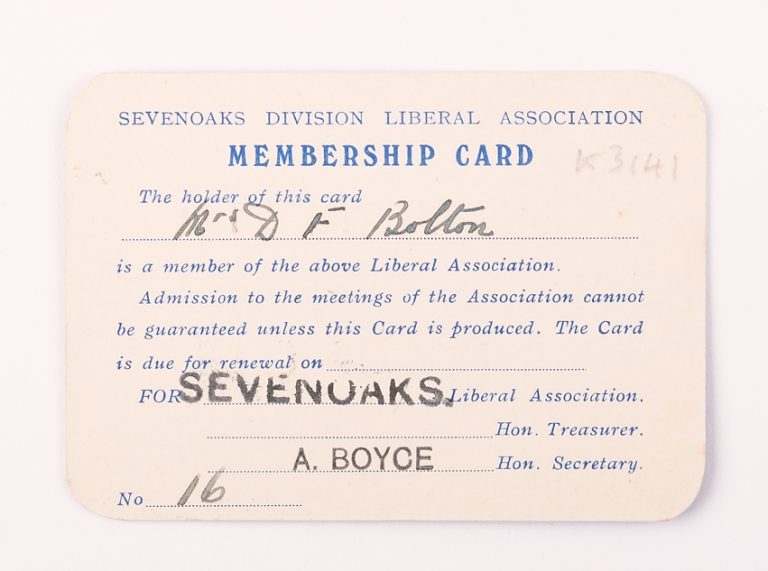 SEVENOAKS DIVISION LIBERAL ASSOCIATION
MEMBERSHIP CARD
K3141
The holder of this card
Mrs D F Bolton
is a member of the above Liberal Association.
Admission to the meetings of the Association cannot
be guaranteed unless this Card is produced. The Card
is due for renewal on
FOR SEVENOAKS. Liberal Association.
Hon. Treasurer.
A. BOYCE Hon. Secretary.
No 16